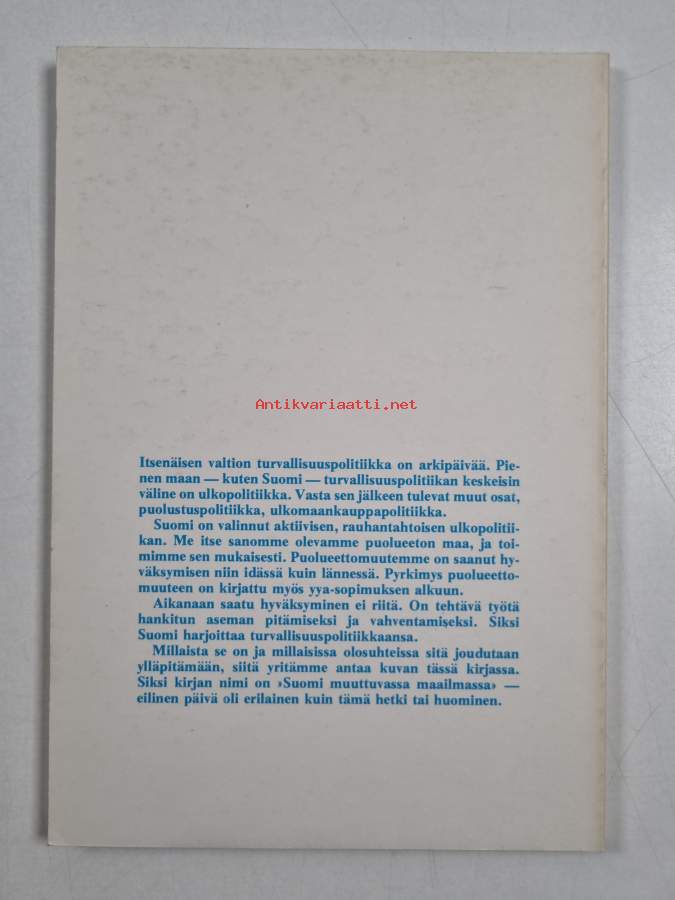 Antikvariaatti.net
Itsenäisen valtion turvallisuuspolitiikka on arkipäivää. Pie-
nen maan — kuten Suomi — turvallisuuspolitiikan keskeisin
väline on ulkopolitiikka. Vasta sen jälkeen tulevat muut osat,
puolustuspolitiikka, ulkomaankauppapolitiikka.
Suomi on valinnut aktiivisen, rauhantahtoisen ulkopolitii-
kan. Me itse sanomme olevamme puolueeton maa, ja toi-
mimme sen mukaisesti. Puolueettomuutemme on saanut hy-
väksymisen niin idässä kuin lännessä. Pyrkimys puolueetto-
muuteen on kirjattu myös yya-sopimuksen alkuun.
Aikanaan saatu hyväksyminen ei riitä. On tehtävä työtä
hankitun aseman pitämiseksi ja vahventamiseksi. Siksi
Suomi harjoittaa turvallisuuspolitiikkaansa.
Millaista se on ja millaisissa olosuhteissa sitä joudutaan
ylläpitämään, siitä yritämme antaa kuvan tässä kirjassa.
Siksi kirjan nimi on »Suomi muuttuvassa maailmassa» —
eilinen päivä oli erilainen kuin tämä hetki tai huominen.